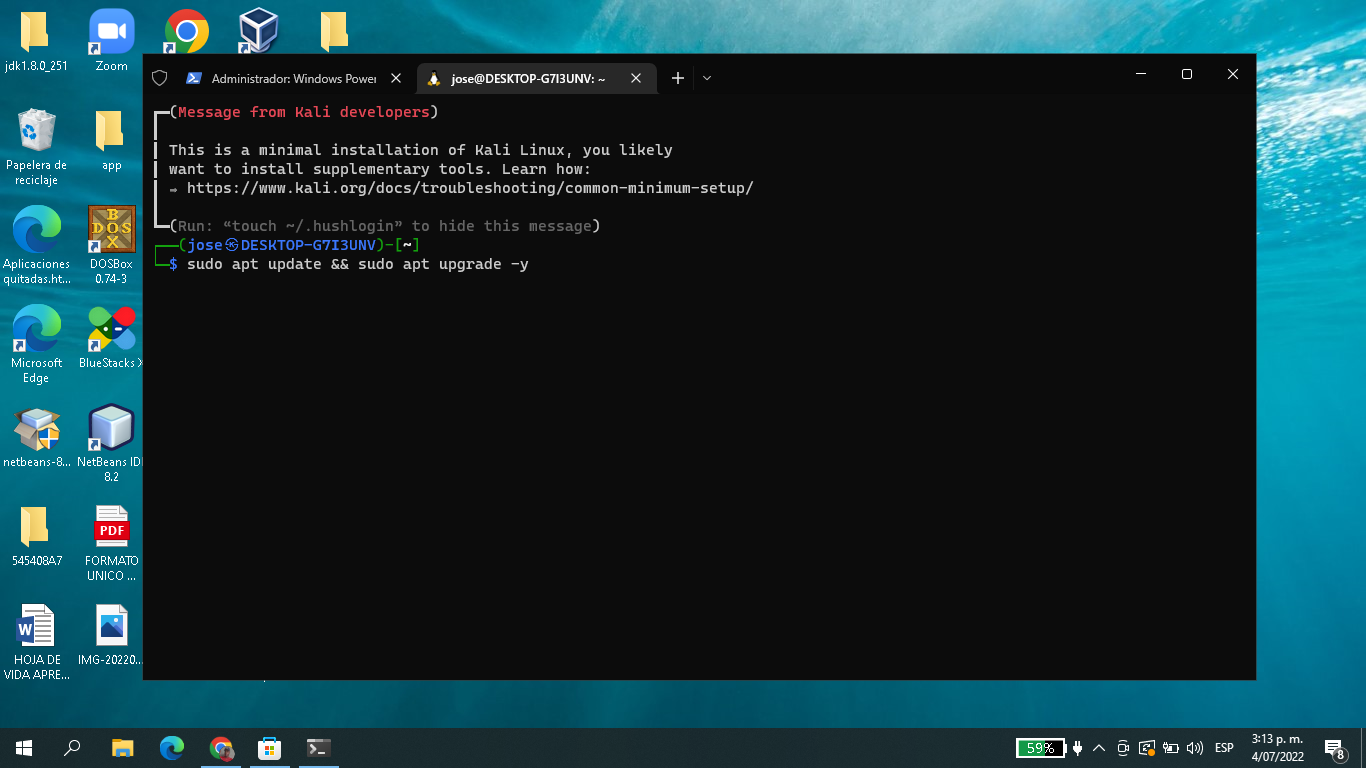 jdk1.8.0_251
Zoom
Papelera de
reciclaje
app
Aplicaciones
quitadas.ht...
DOSBox
0.74-3
Microsoft
Edge
BlueStacks X
netbeans-8...
NetBeans IDE
8.2
545408A7
PDF
FORMATO
UNICO ...
HOJA DE
VIDA APRE...
IMG-20220...
Administrador: Windows Power
jose@DESKTOP-G7I3UNV: ~
(Message from Kali developers)
This is a minimal installation of Kali Linux, you likely
want to install supplementary tools. Learn how:
⇒ https://www.kali.org/docs/troubleshooting/common-minimum-setup/
(Run: “touch ~/.hushlogin” to hide this message)
(jose㉿DESKTOP-G7I3UNV)-[~]
$ sudo apt update && sudo apt upgrade -y
59%
ESP
3:13 p. m.
4/07/2022
8